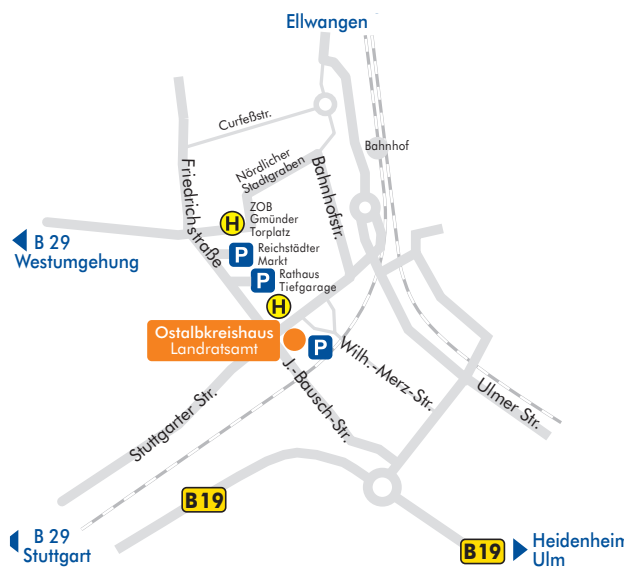 Ellwangen
Curfeßstr.
Bahnhof
Nördlicher
Stadtgraben
Bahnhofstr.
Friedrichstraße
ZOB
Gmünder
Torplatz
H
B 29
Westumgehung
P
Reichstädter
Markt
P
Rathaus
Tiefgarage
H
Ostalbkreishaus
Landratsamt
P
Wilh.-Merz-Str.
J.-Bausch-Str.
Ulmer Str.
Stuttgarter Str.
B19
B 29
Stuttgart
B19
Heidenheim
Ulm